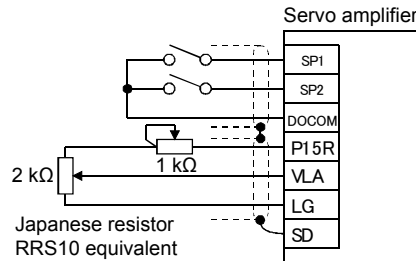 Servo amplifier
SP1
SP2
DOCOM
P15R
1 kΩ
2 kΩ
VLA
LG
Japanese resistor
RRS10 equivalent
SD